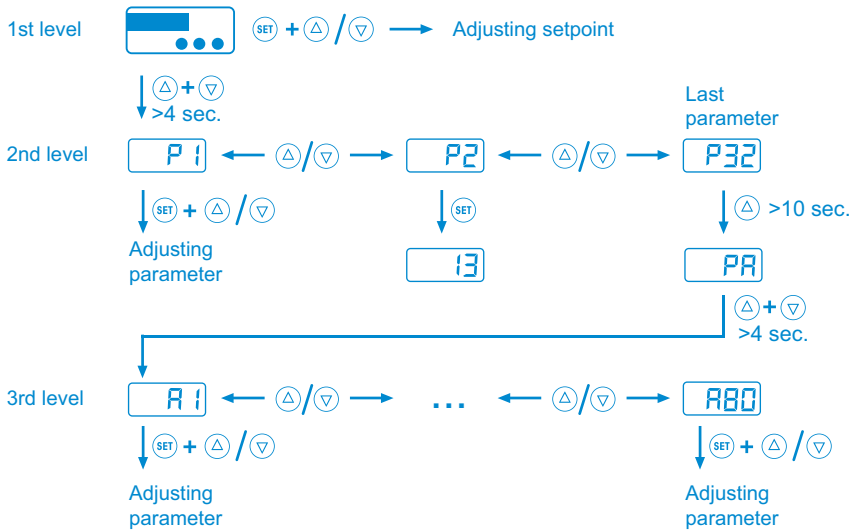 1st level SET + / Adjusting setpoint
+
>4 sec.
Last
parameter
2nd level P1 / P2 / P32
SET + / SET >10 sec.
Adjusting
parameter
13 PA
+
>4 sec.
3rd level A1 / ... / A80
SET + / SET + /
Adjusting Adjusting
parameter parameter